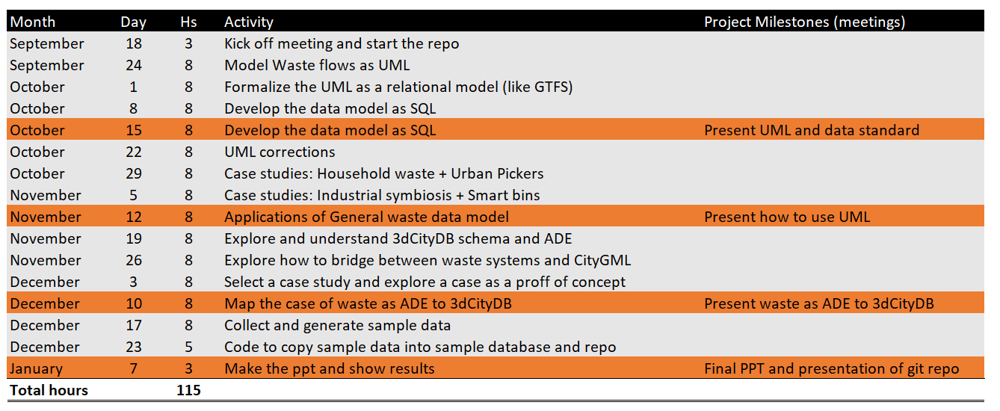 Month Day Hs Activity Project Milestones (meetings)
September 18 3 Kick off meeting and start the repo
September 24 8 Model Waste flows as UML
October 1 8 Formalize the UML as a relational model (like GTFS)
October 8 8 Develop the data model as SQL
October 15 8 Develop the data model as SQL Present UML and data standard
October 22 8 UML corrections
October 29 8 Case studies: Household waste + Urban Pickers
November 5 8 Case studies: Industrial symbiosis + Smart bins
November 12 8 Applications of General waste data model Present how to use UML
November 19 8 Explore and understand 3dCityDB schema and ADE
November 26 8 Explore how to bridge between waste systems and CityGML
December 3 8 Select a case study and explore a case as a proff of concept
December 10 8 Map the case of waste as ADE to 3dCityDB Present waste as ADE to 3dCityDB
December 17 8 Collect and generate sample data
December 23 5 Code to copy sample data into sample database and repo
January 7 3 Make the ppt and show results Final PPT and presentation of git repo
Total hours 115